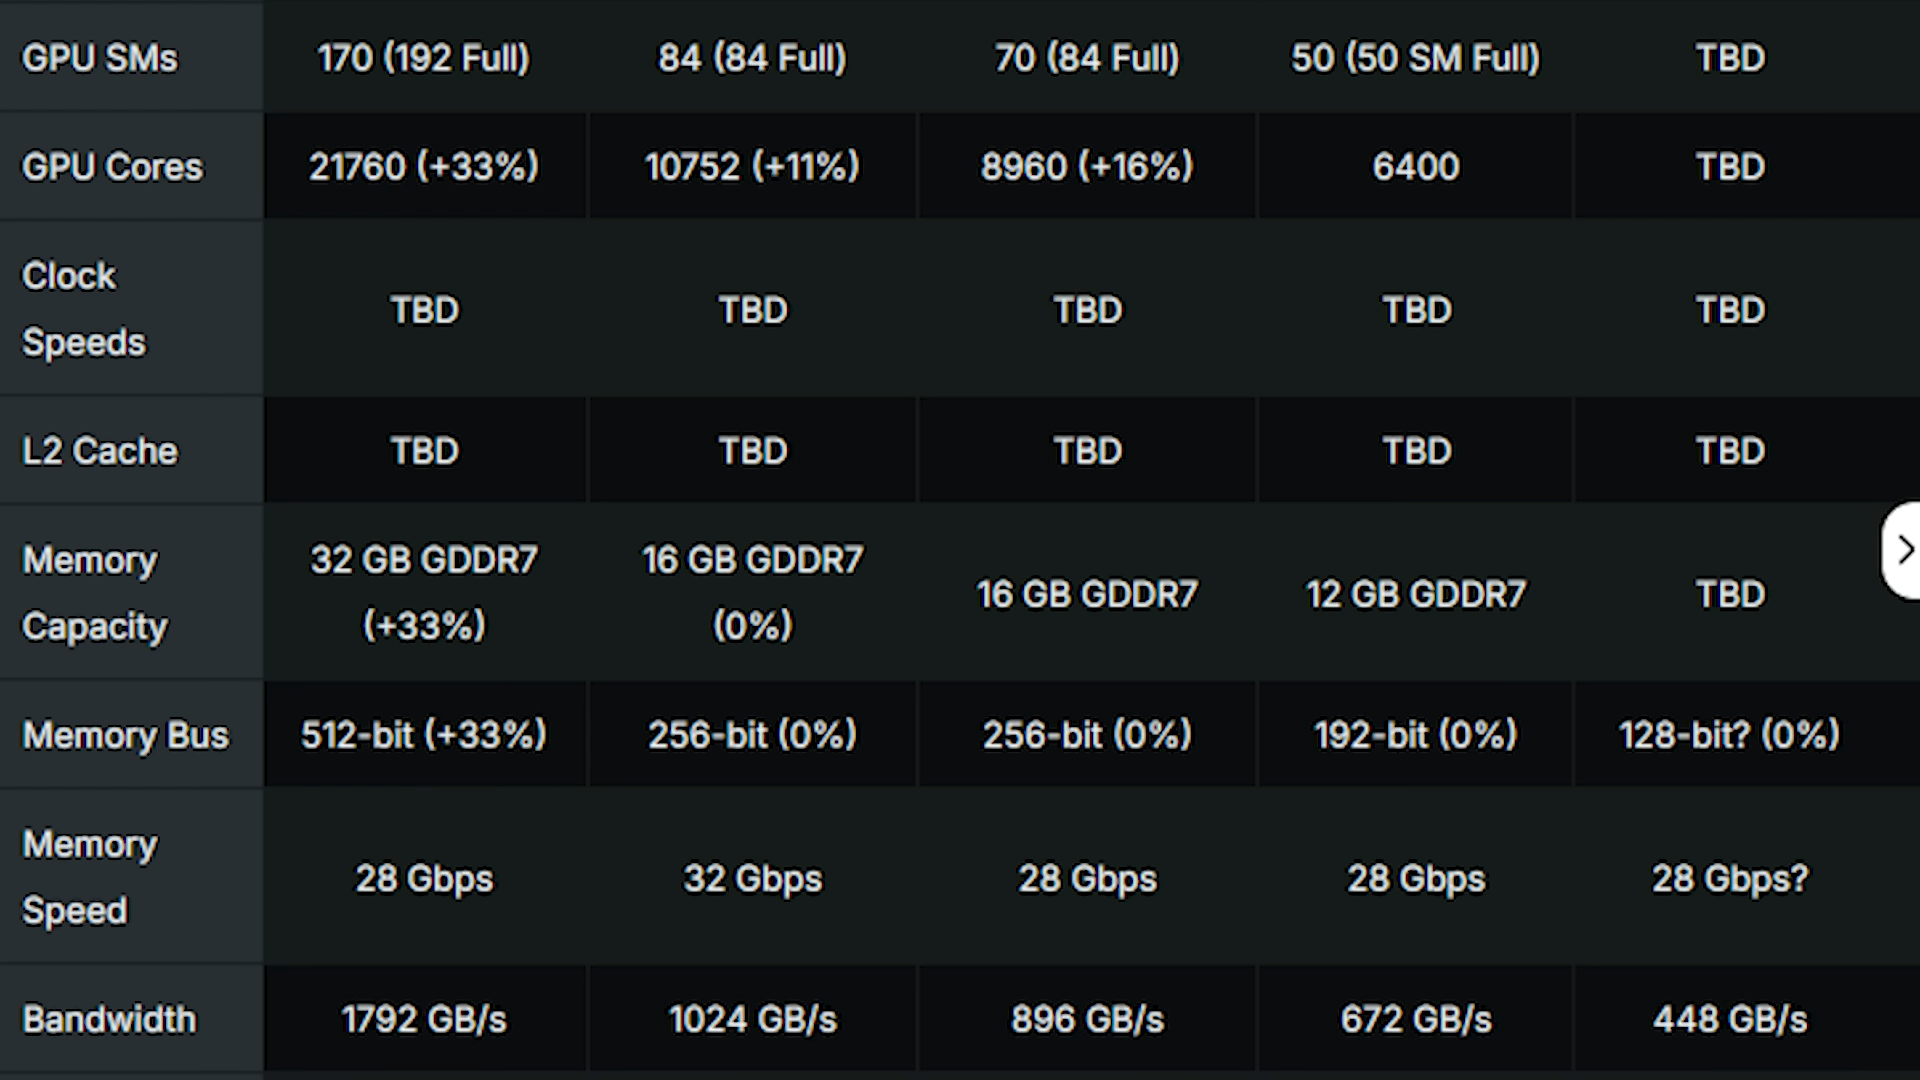 GPU SMs 170 (192 Full) 84 (84 Full) 70 (84 Full) 50 (50 SM Full) TBD
GPU Cores 21760 (+33%) 10752 (+11%) 8960 (+16%) 6400 TBD
Clock
Speeds
TBD TBD TBD TBD TBD
L2 Cache TBD TBD TBD TBD TBD
Memory
Capacity
32 GB GDDR7
(+33%)
16 GB GDDR7
(0%)
16 GB GDDR7 12 GB GDDR7 TBD
Memory Bus 512-bit (+33%) 256-bit (0%) 256-bit (0%) 192-bit (0%) 128-bit? (0%)
Memory
Speed
28 Gbps 32 Gbps 28 Gbps 28 Gbps 28 Gbps?
Bandwidth 1792 GB/s 1024 GB/s 896 GB/s 672 GB/s 448 GB/s